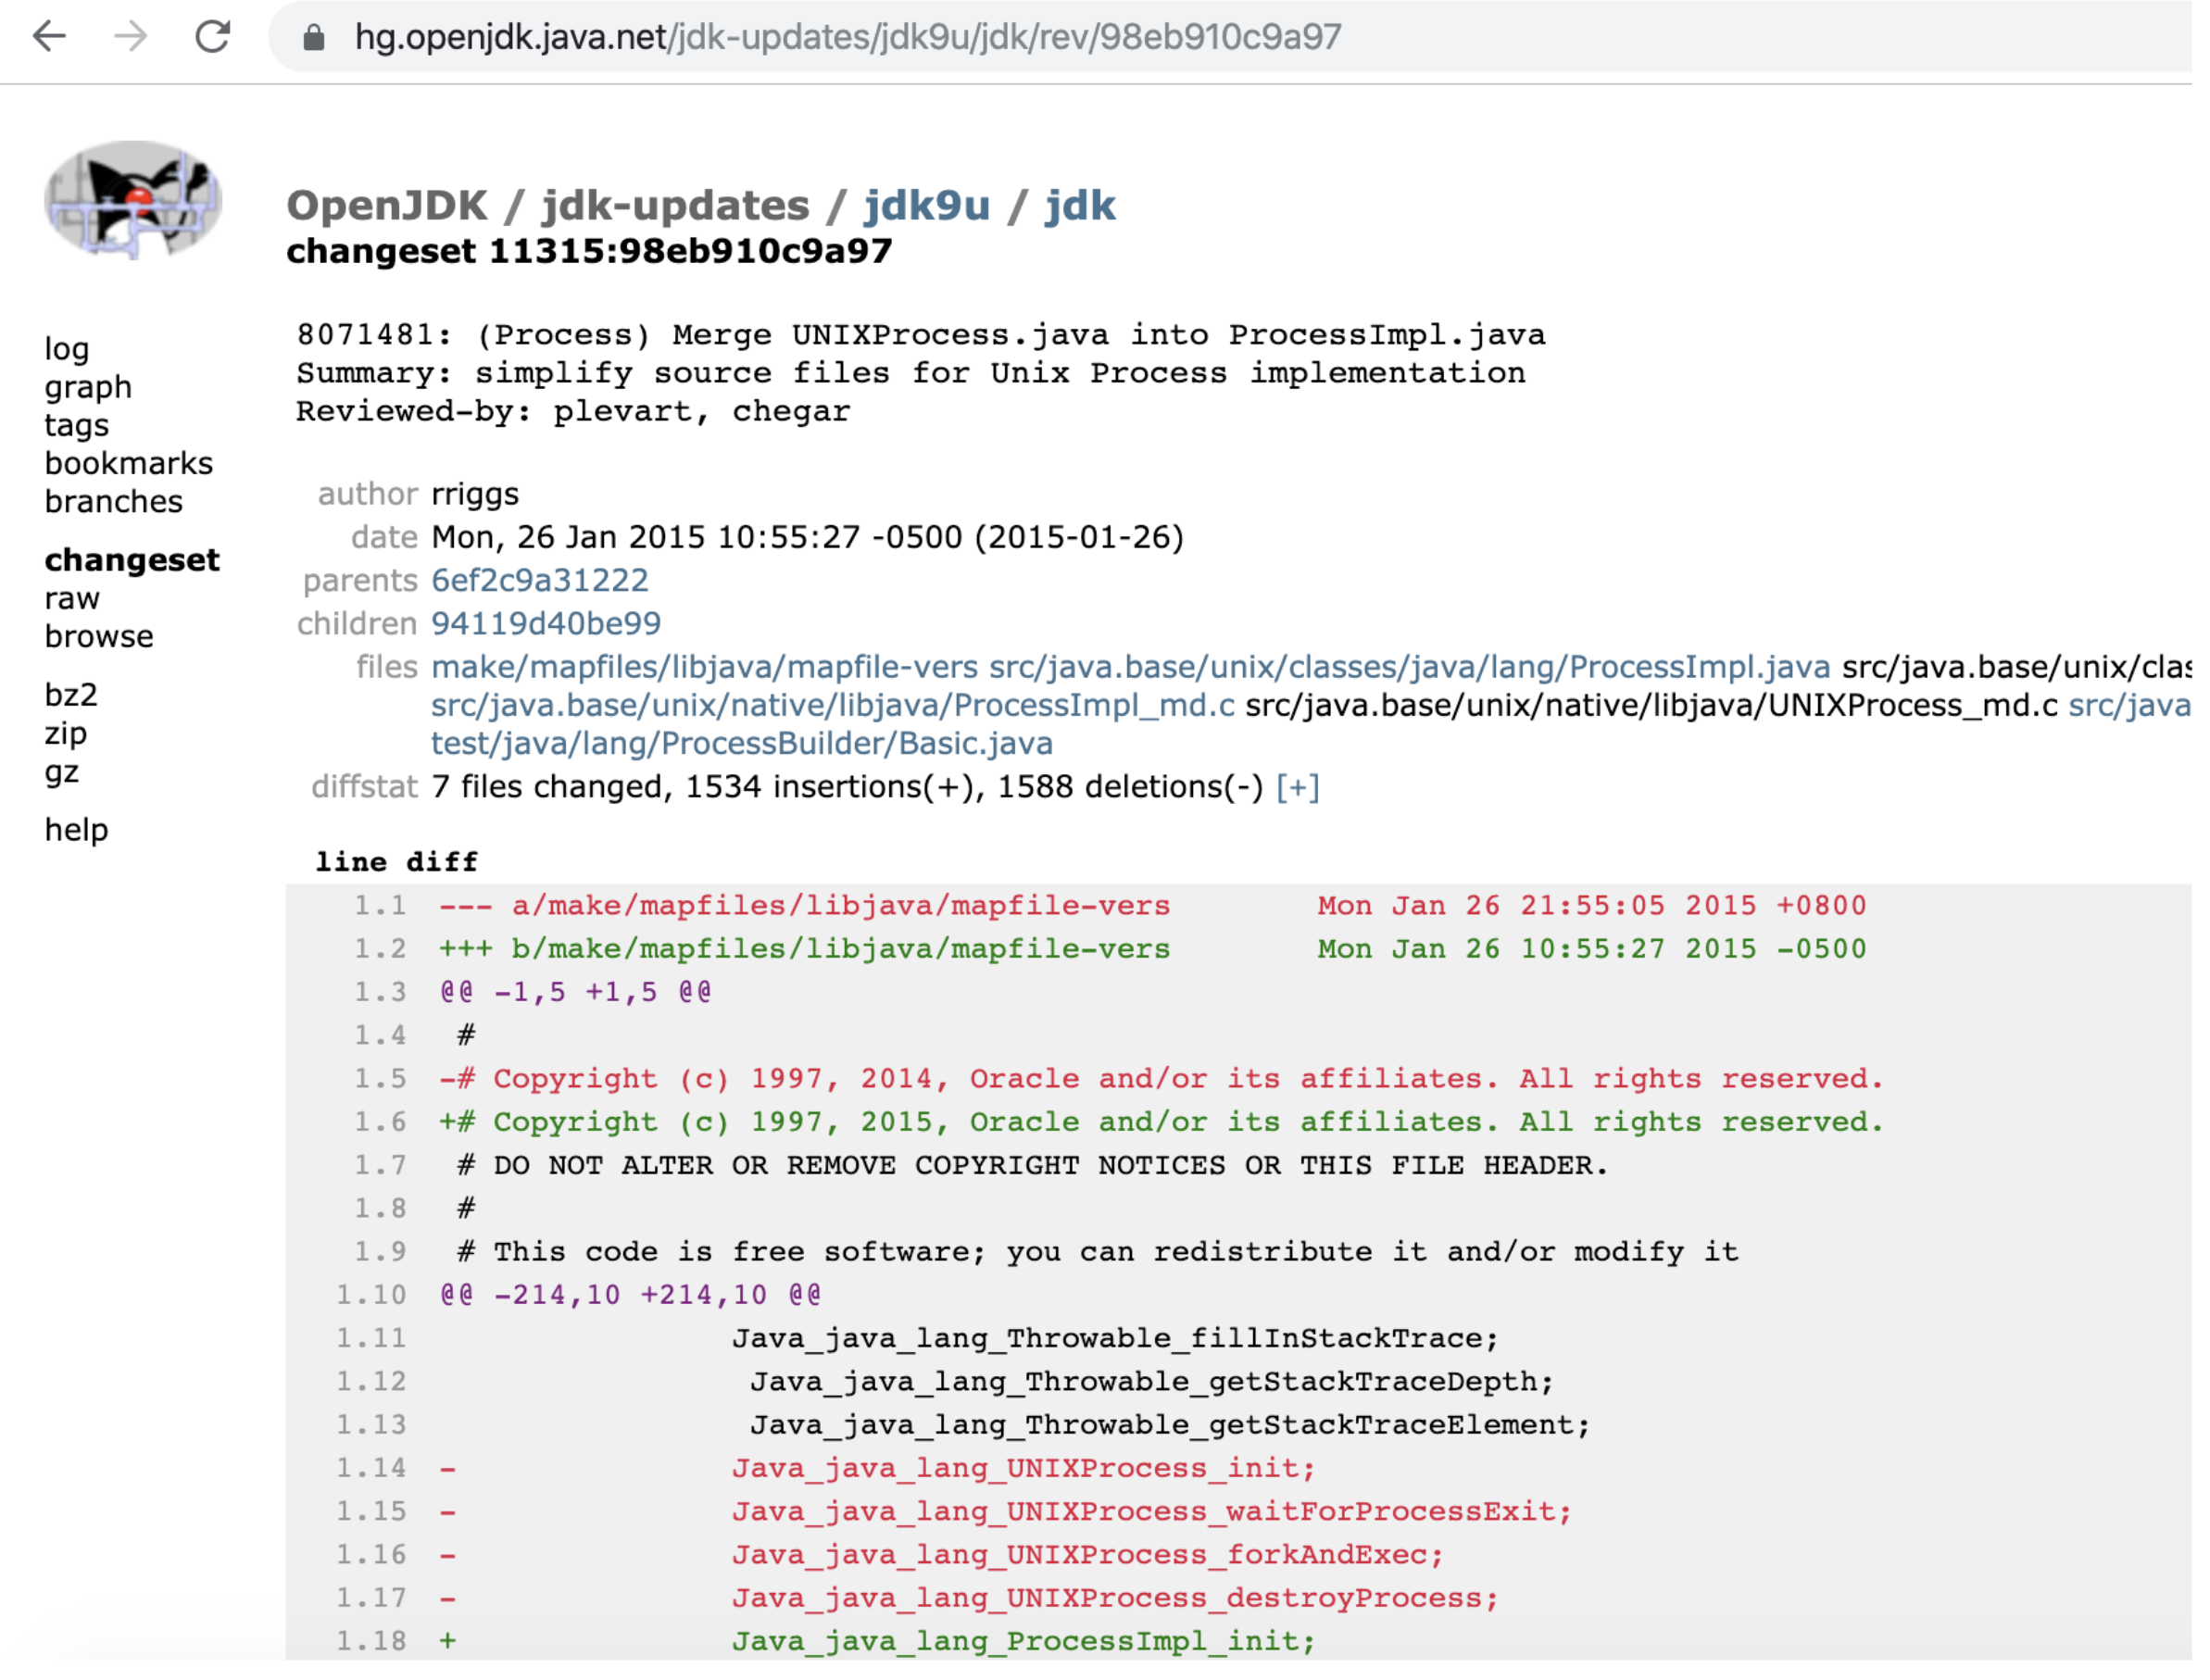 hg.openjdk.java.net/jdk-updates/jdk9u/jdk/rev/98eb910c9a97
OpenJDK / jdk-updates / jdk9u / jdk
changeset 11315:98eb910c9a97
log
graph
tags
bookmarks
branches
changeset
raw
browse
bz2
zip
gz
help
8071481: (Process) Merge UNIXProcess.java into ProcessImpl.java
Summary: simplify source files for Unix Process implementation
Reviewed-by: plevart, chegar
author rriggs
date Mon, 26 Jan 2015 10:55:27 -0500 (2015-01-26)
parents 6ef2c9a31222
children 94119d40be99
files make/mapfiles/libjava/mapfile-vers src/java.base/unix/classes/java/lang/ProcessImpl.java src/java.base/unix/clas
src/java.base/unix/native/libjava/ProcessImpl_md.c src/java.base/unix/native/libjava/UNIXProcess_md.c src/java
test/java/lang/ProcessBuilder/Basic.java
diffstat 7 files changed, 1534 insertions(+), 1588 deletions(-) [+]
line diff
1.1 --- a/make/mapfiles/libjava/mapfile-vers Mon Jan 26 21:55:05 2015 +0800
1.2 +++ b/make/mapfiles/libjava/mapfile-vers Mon Jan 26 10:55:27 2015 -0500
1.3 @@ -1,5 +1,5 @@
1.4 #
1.5 -# Copyright (c) 1997, 2014, Oracle and/or its affiliates. All rights reserved.
1.6 +# Copyright (c) 1997, 2015, Oracle and/or its affiliates. All rights reserved.
1.7 # DO NOT ALTER OR REMOVE COPYRIGHT NOTICES OR THIS FILE HEADER.
1.8 #
1.9 # This code is free software; you can redistribute it and/or modify it
1.10 @@ -214,10 +214,10 @@
1.11 Java_java_lang_Throwable_fillInStackTrace;
1.12 Java_java_lang_Throwable_getStackTraceDepth;
1.13 Java_java_lang_Throwable_getStackTraceElement;
1.14 - Java_java_lang_UNIXProcess_init;
1.15 - Java_java_lang_UNIXProcess_waitForProcessExit;
1.16 - Java_java_lang_UNIXProcess_forkAndExec;
1.17 - Java_java_lang_UNIXProcess_destroyProcess;
1.18 + Java_java_lang_ProcessImpl_init;